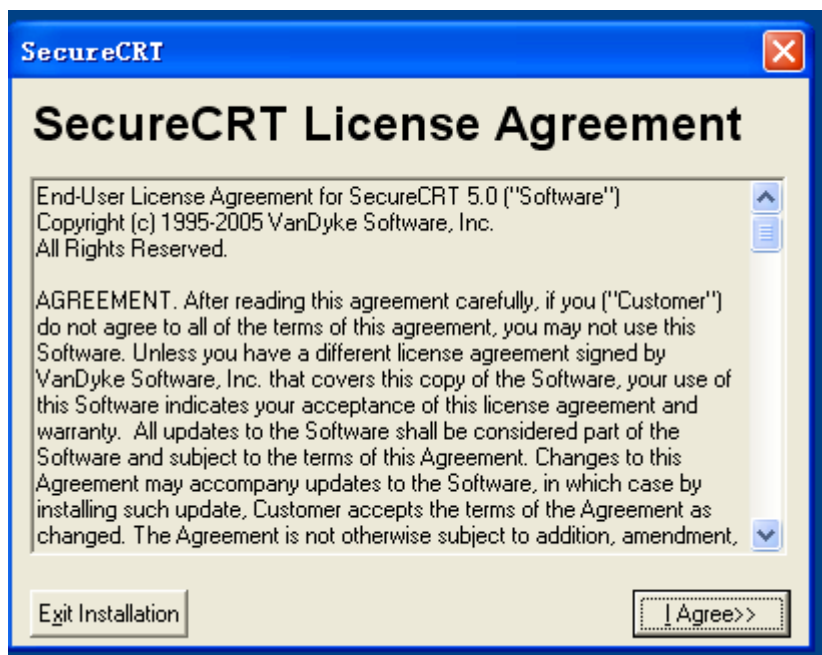 SecureCRT
SecureCRT License Agreement
End-User License Agreement for SecureCRT 5.0 ("Software")
Copyright (c) 1995-2005 VanDyke Software, Inc.
All Rights Reserved.
AGREEMENT. After reading this agreement carefully, if you ("Customer")
do not agree to all of the terms of this agreement, you may not use this
Software. Unless you have a different license agreement signed by
VanDyke Software, Inc. that covers this copy of the Software, your use of
this Software indicates your acceptance of this license agreement and
warranty.  All updates to the Software shall be considered part of the
Software and subject to the terms of this Agreement. Changes to this
Agreement may accompany updates to the Software, in which case by
installing such update, Customer accepts the terms of the Agreement as
changed. The Agreement is not otherwise subject to addition, amendment,
Exit Installation
I Agree>>